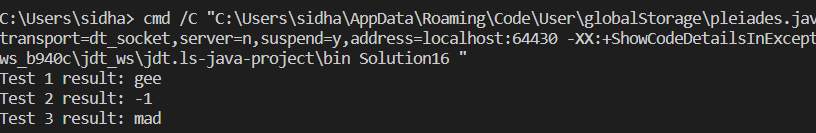 C:\Users\sidha> cmd /C "C:\Users\sidha\AppData\Roaming\Code\User\globalStorage\pleiades.jav
transport=dt_socket,server=n,suspend=y,address=localhost:64430 -XX:+ShowCodeDetailsInExcept
ws_b940c\jdt_ws\jdt.ls-java-project\bin Solution16 "
Test 1 result: gee
Test 2 result: -1
Test 3 result: mad